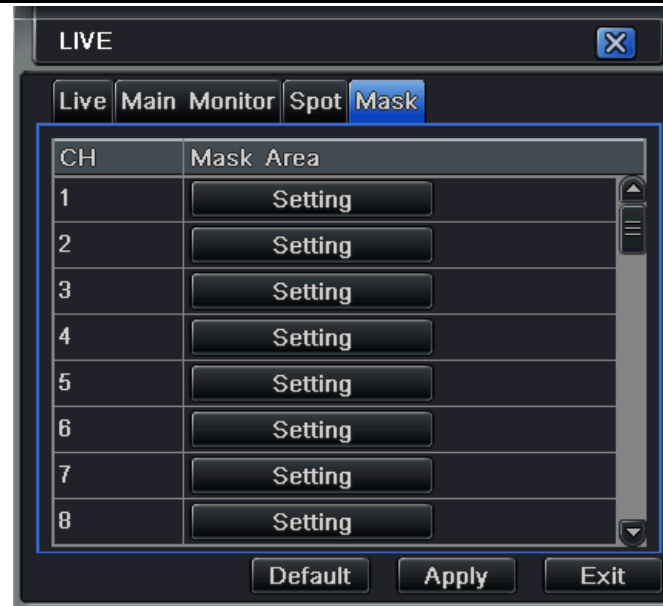 LIVE
Live Main Monitor Spot Mask
CH Mask Area
1 Setting
2 Setting
3 Setting
4 Setting
5 Setting
6 Setting
7 Setting
8 Setting
Default Apply Exit